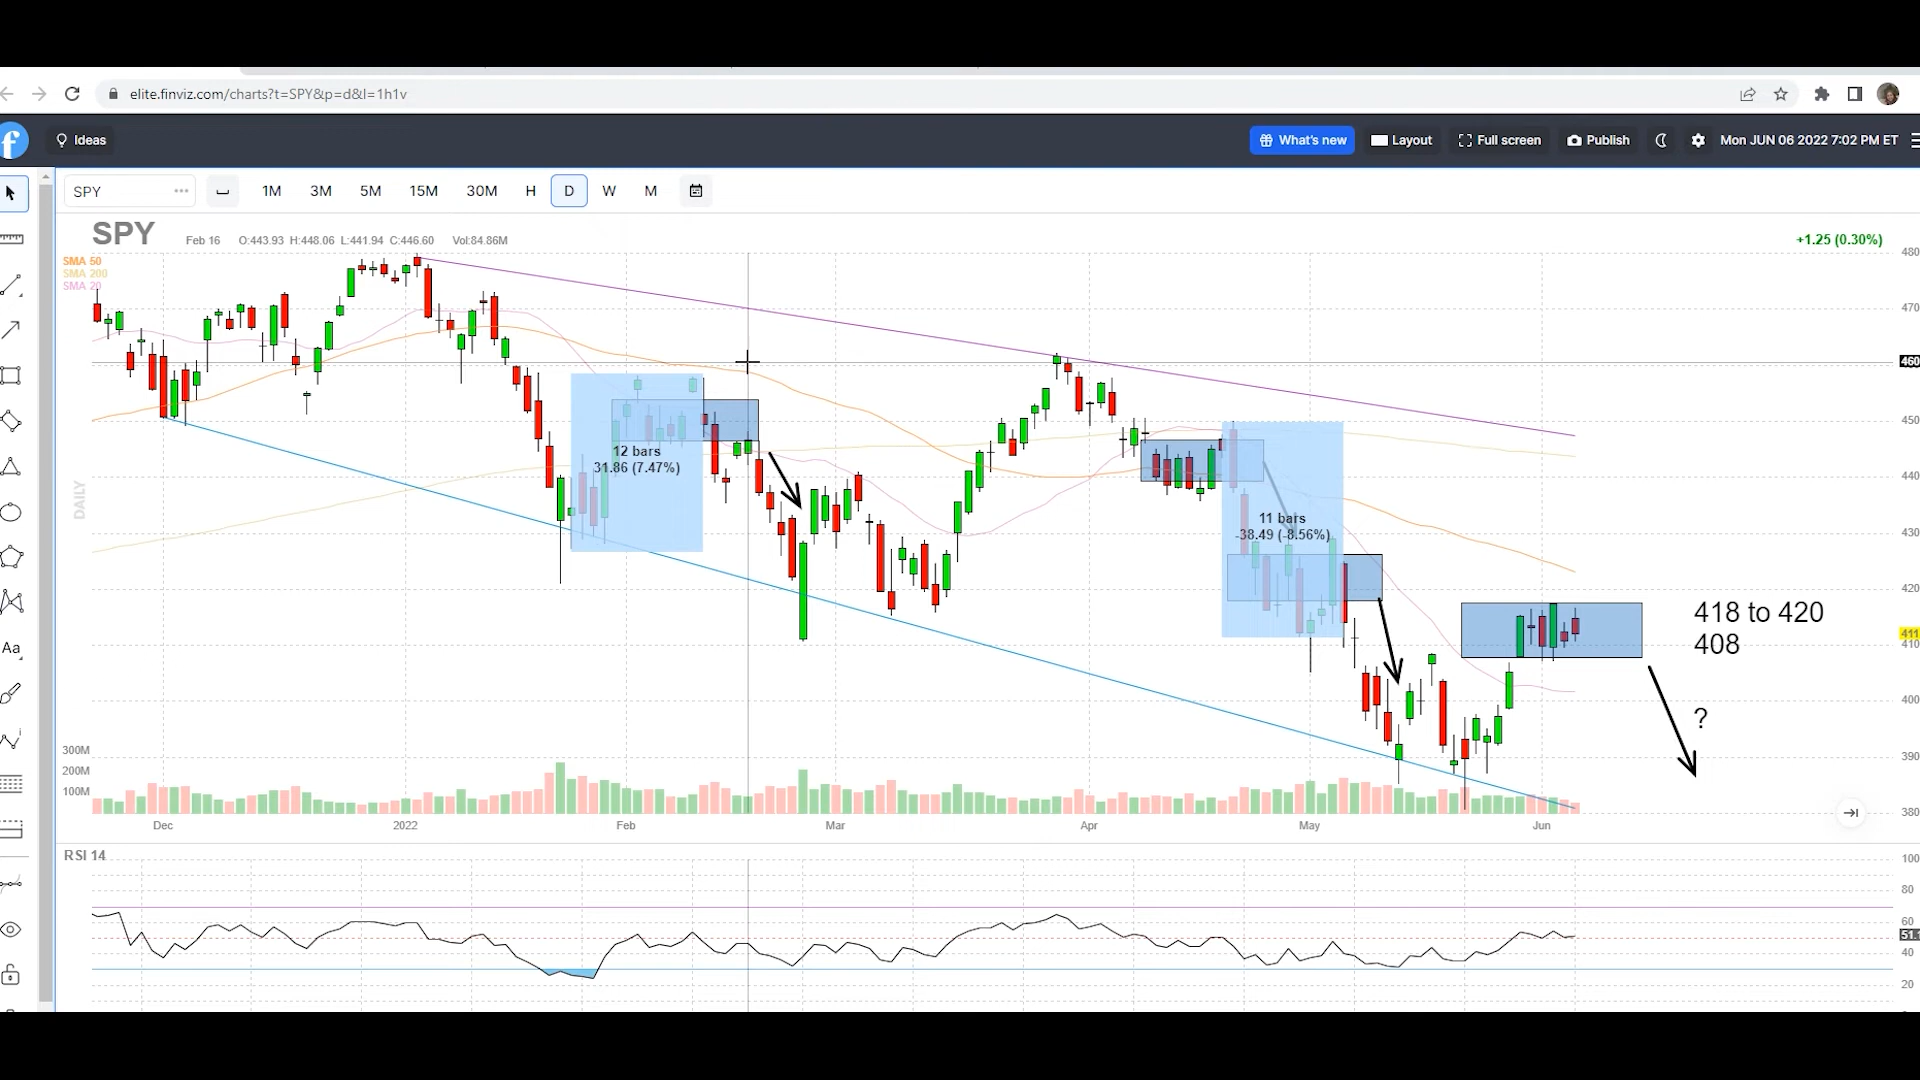 elite.finviz.com/charts?t=SPY&p=d&l=1h1v
f
Ideas
What's new
Layout
Full screen
Publish
Mon JUN 06 2022 7:02 PM ET
SPY
1M 3M 5M 15M 30M H D W M
SPY
Feb 16 O:443.93 H:448.06 L:441.94 C:446.60 Vol:84.86M
+1.25 (0.30%)
SMA 50
SMA 200
SMA 20
480
470
460
450
440
430
420
411
410
400
390
380
12 bars
31.86 (7.47%)
11 bars
-38.49 (-8.56%)
418 to 420
408
?
DAILY
300M
200M
100M
Dec 2022 Feb Mar Apr May Jun
RSI 14
100
80
60
51.
40
20
Aa